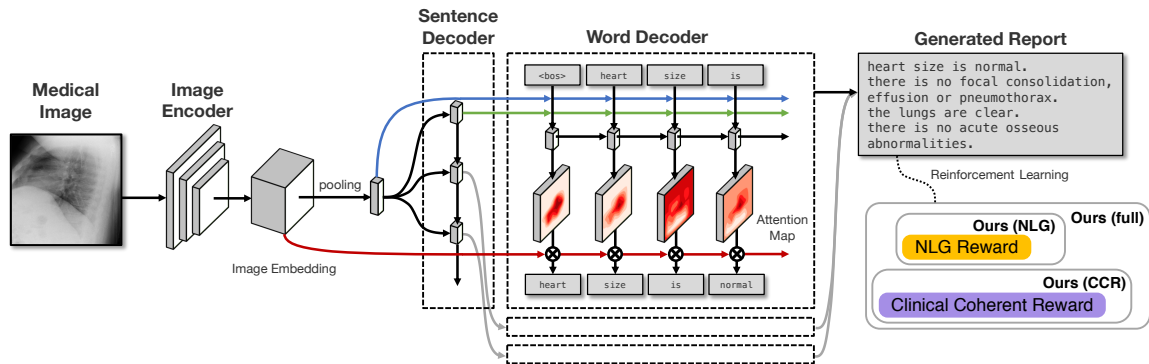 Medical
Image
Image
Encoder
Sentence
Decoder
Word Decoder
Generated Report
pooling
Image Embedding
<bos> heart size is
Attention
Map
heart size is normal
heart size is normal.
there is no focal consolidation,
effusion or pneumothorax.
the lungs are clear.
there is no acute osseous
abnormalities.
Reinforcement Learning
Ours (full)
Ours (NLG)
NLG Reward
Ours (CCR)
Clinical Coherent Reward